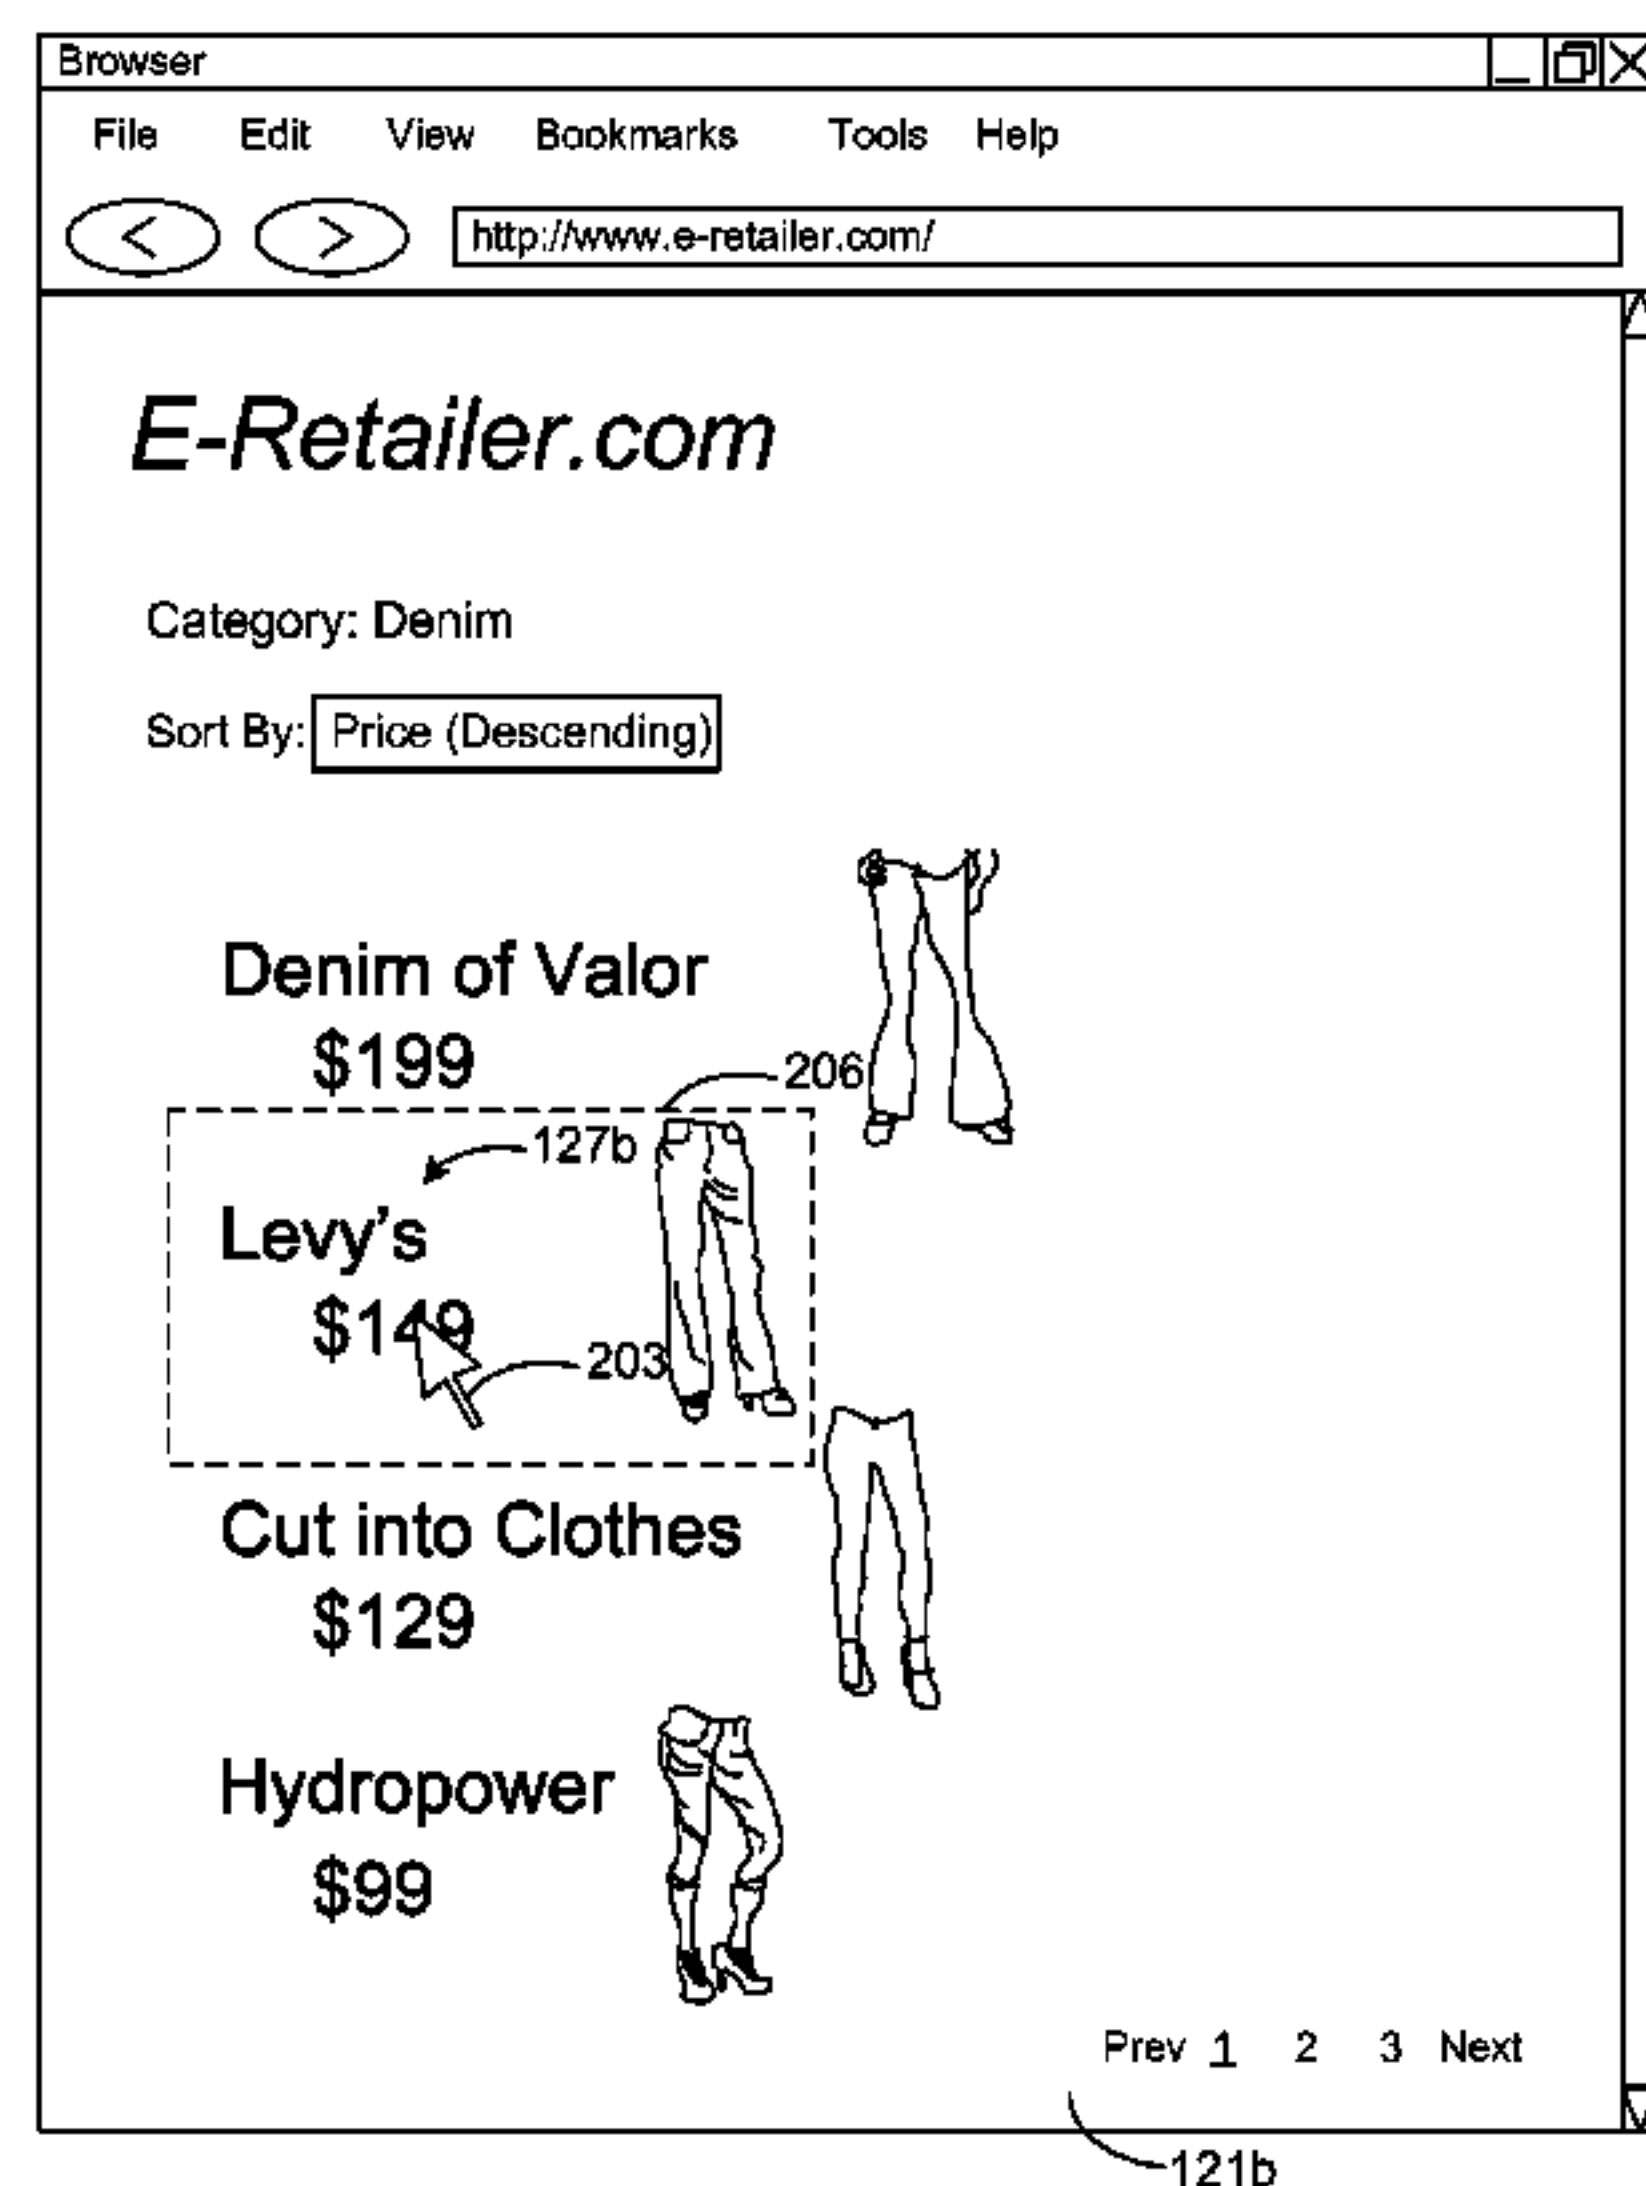 Browser
File Edit View Bookmarks Tools Help
http://www.e-retailer.com/
E-Retailer.com
Category: Denim
Sort By: Price (Descending)
Denim of Valor
$199
206
127b
Levy's
$149
203
Cut into Clothes
$129
Hydropower
$99
Prev 1 2 3 Next
121b